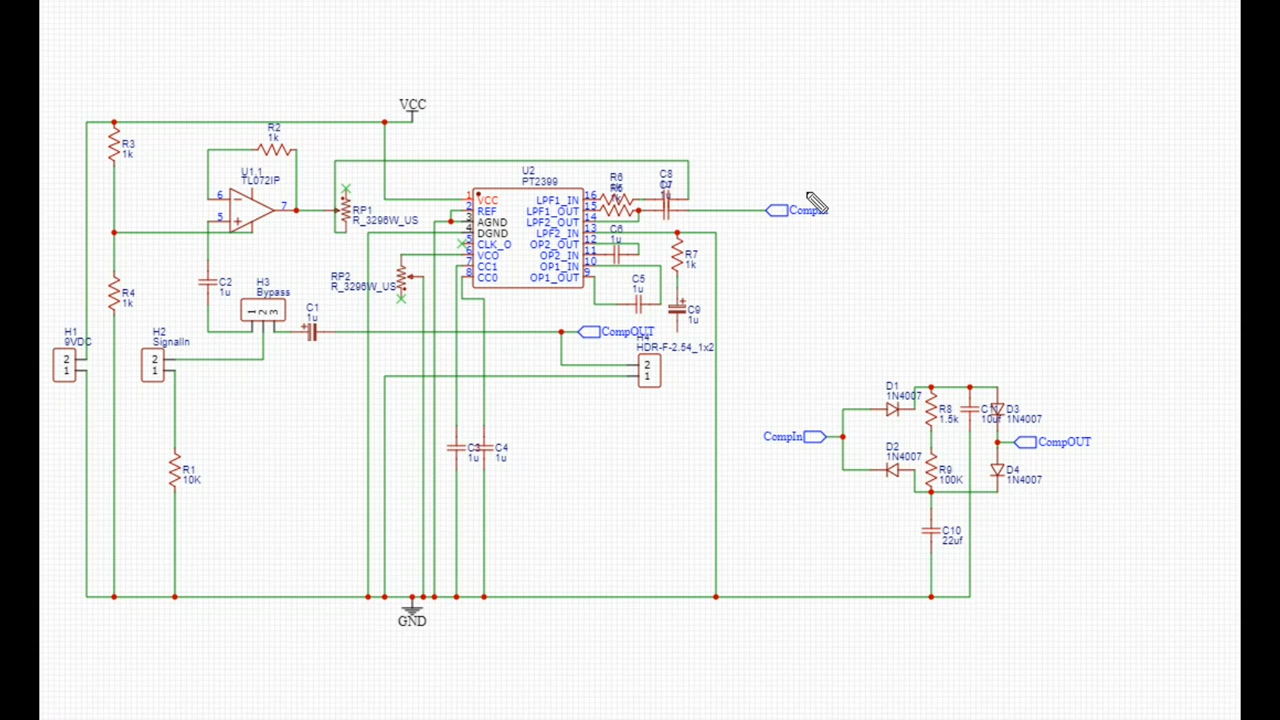 VCC
R3
1k
R2
1k
U1.1
TL072IP
6
5
7
RP1
R_3296W_US
U2
PT2399
1
VCC
2
REF
3
AGND
4
DGND
5
CLK_O
6
VCO
7
CC1
8
CC0
16
LPF1_IN
15
LPF1_OUT
14
LPF2_OUT
13
LPF2_IN
12
OP2_OUT
11
OP2_IN
10
OP1_IN
9
OP1_OUT
R6
C8
C6
1u
R7
1k
C5
1u
C9
1u
RP2
R_3296W_US
R4
1k
C2
1u
H3
Bypass
1 2 3
C1
1u
CompOUT
H4
HDR-F-2.54_1x2
2
1
H1
9VDC
2
1
H2
SignalIn
2
1
R1
10K
C3
1u
C4
1u
GND
CompIn
D1
1N4007
D2
1N4007
R8
1.5k
R9
100K
10uf
D3
1N4007
D4
1N4007
CompOUT
C10
22uf